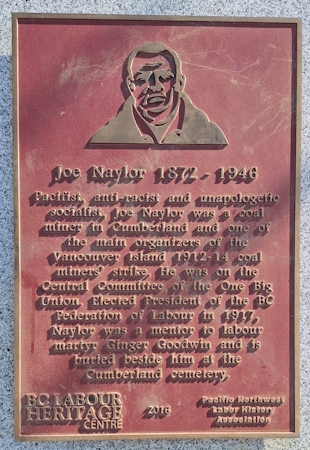 Joe Naylor 1872 - 1946
Pacifist, anti-racist and unapologetic
socialist, Joe Naylor was a coal
miner in Cumberland and one of
the main organizers of the
Vancouver Island 1912-14 coal
miners' strike. He was on the
Central Committee of the One Big
Union. Elected President of the BC
Federation of Labour in 1917,
Naylor was a mentor to labour
martyr Ginger Goodwin and is
buried beside him at the
Cumberland cemetery.
BC LABOUR
HERITAGE
CENTRE
2016
Pacific Northwest
Labor History
Association